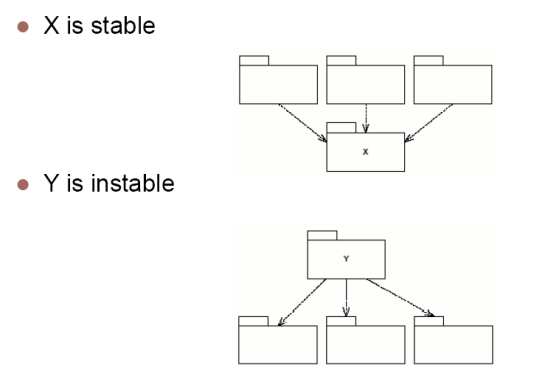 X is stable
X
Y is instable
Y